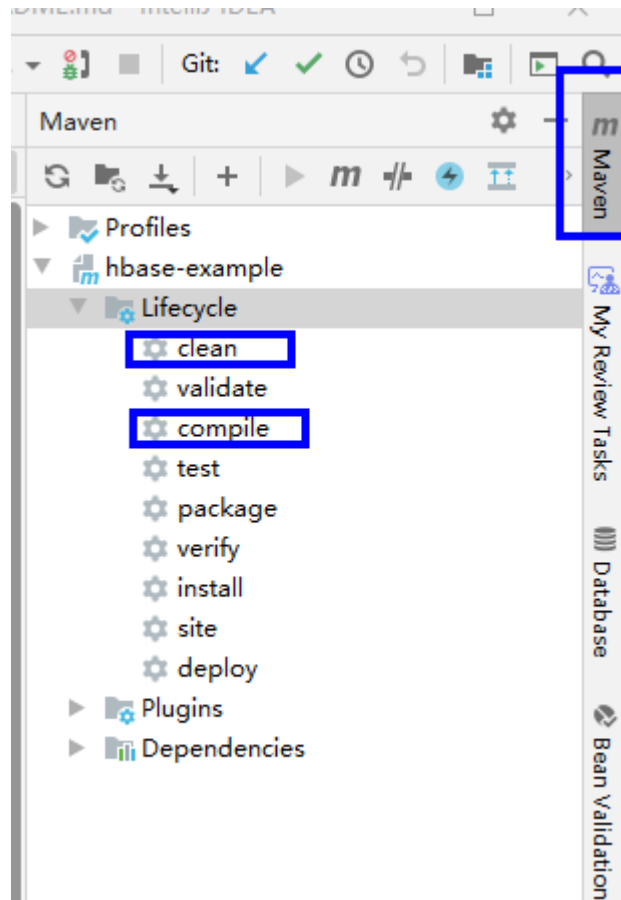 Git:
Maven
Profiles
hbase-example
Lifecycle
clean
validate
compile
test
package
verify
install
site
deploy
Plugins
Dependencies
Maven
My Review Tasks
Database
Bean Validation